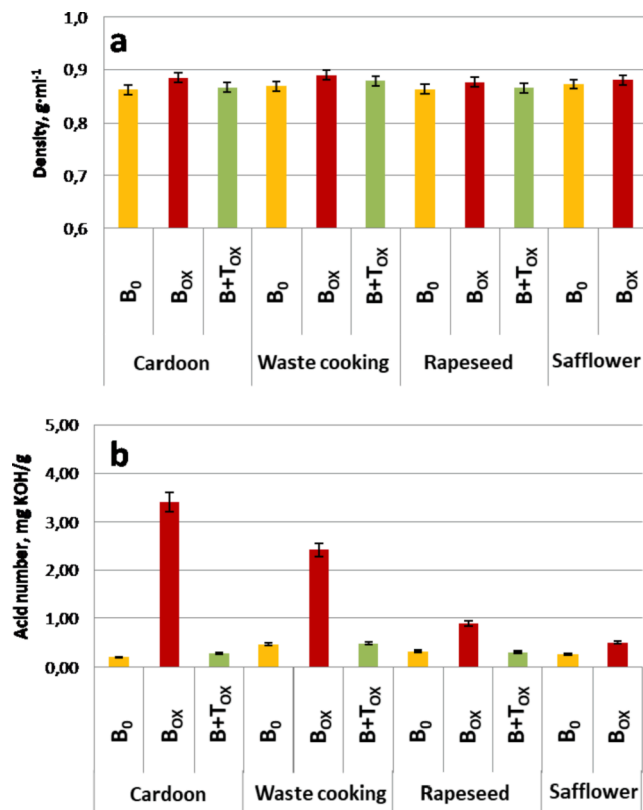 a
Density, g·ml⁻¹
1,0
0,9
0,8
0,7
0,6
B₀ B_OX B+T_OX B₀ B_OX B+T_OX B₀ B_OX B+T_OX B₀ B_OX
Cardoon Waste cooking Rapeseed Safflower
b
Acid number, mg KOH/g
5,00
4,00
3,00
2,00
1,00
0,00
B₀ B_OX B+T_OX B₀ B_OX B+T_OX B₀ B_OX B+T_OX B₀ B_OX
Cardoon Waste cooking Rapeseed Safflower